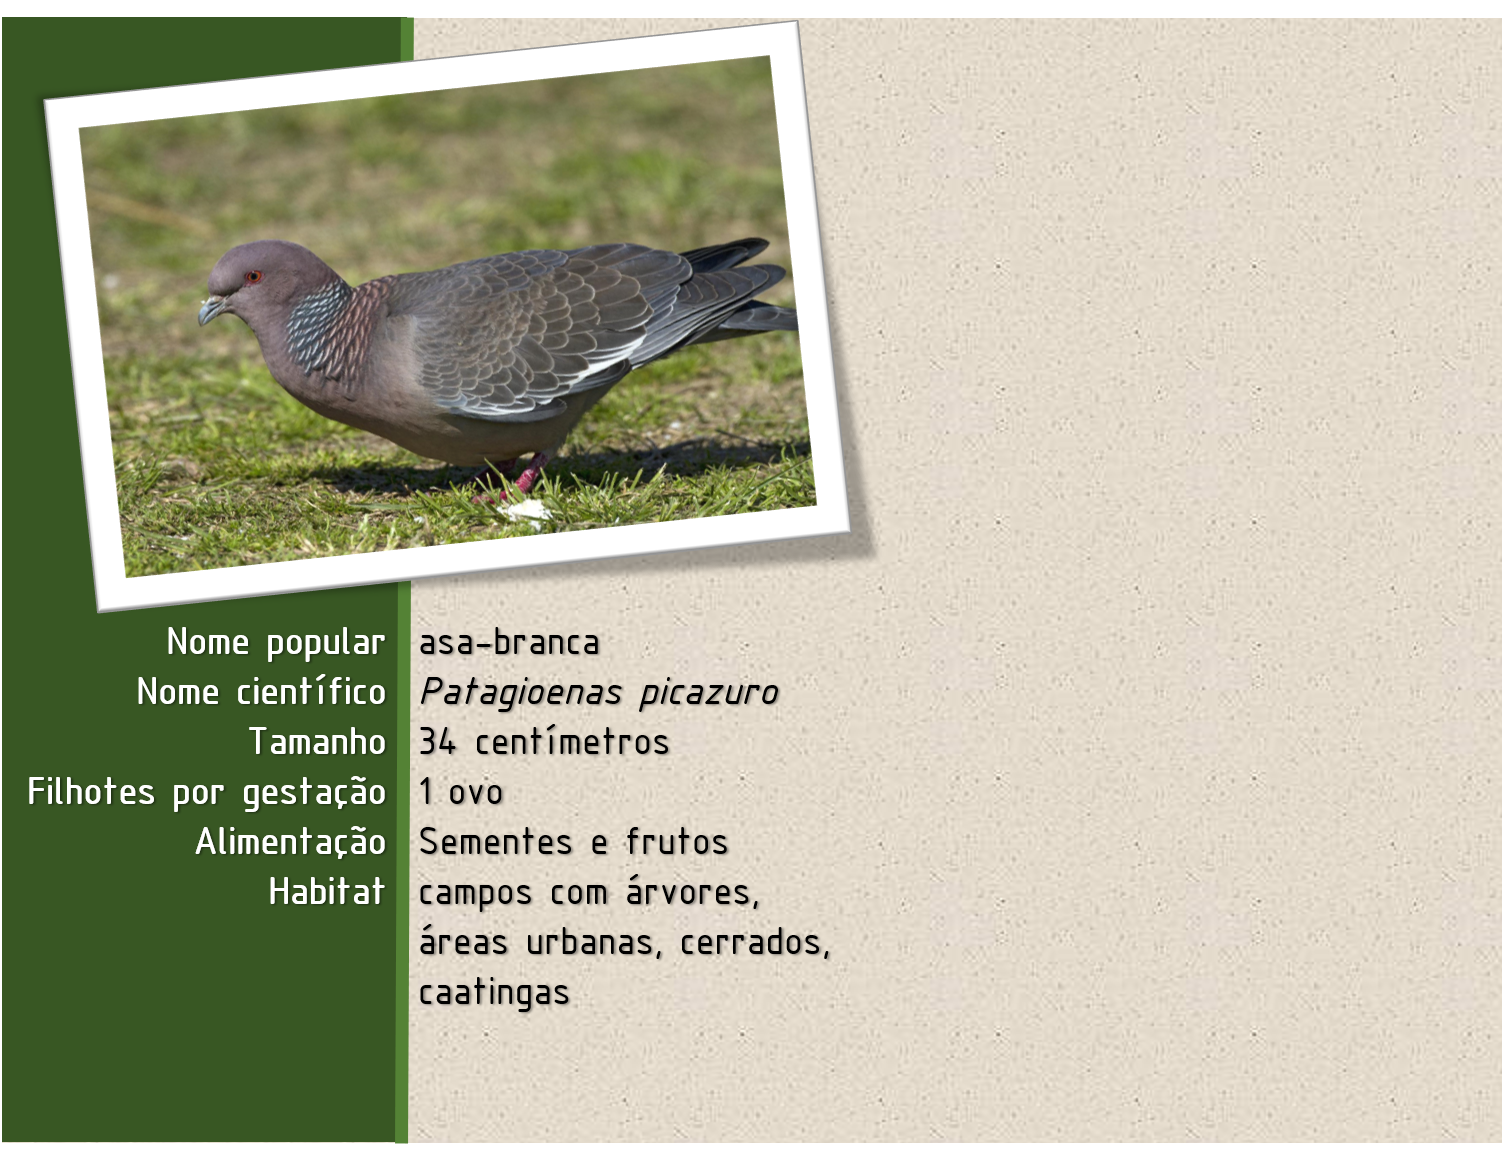 Nome popular asa-branca
Nome científico Patagioenas picazuro
Tamanho 34 centímetros
Filhotes por gestação 1 ovo
Alimentação Sementes e frutos
Habitat campos com árvores,
áreas urbanas, cerrados,
caatingas